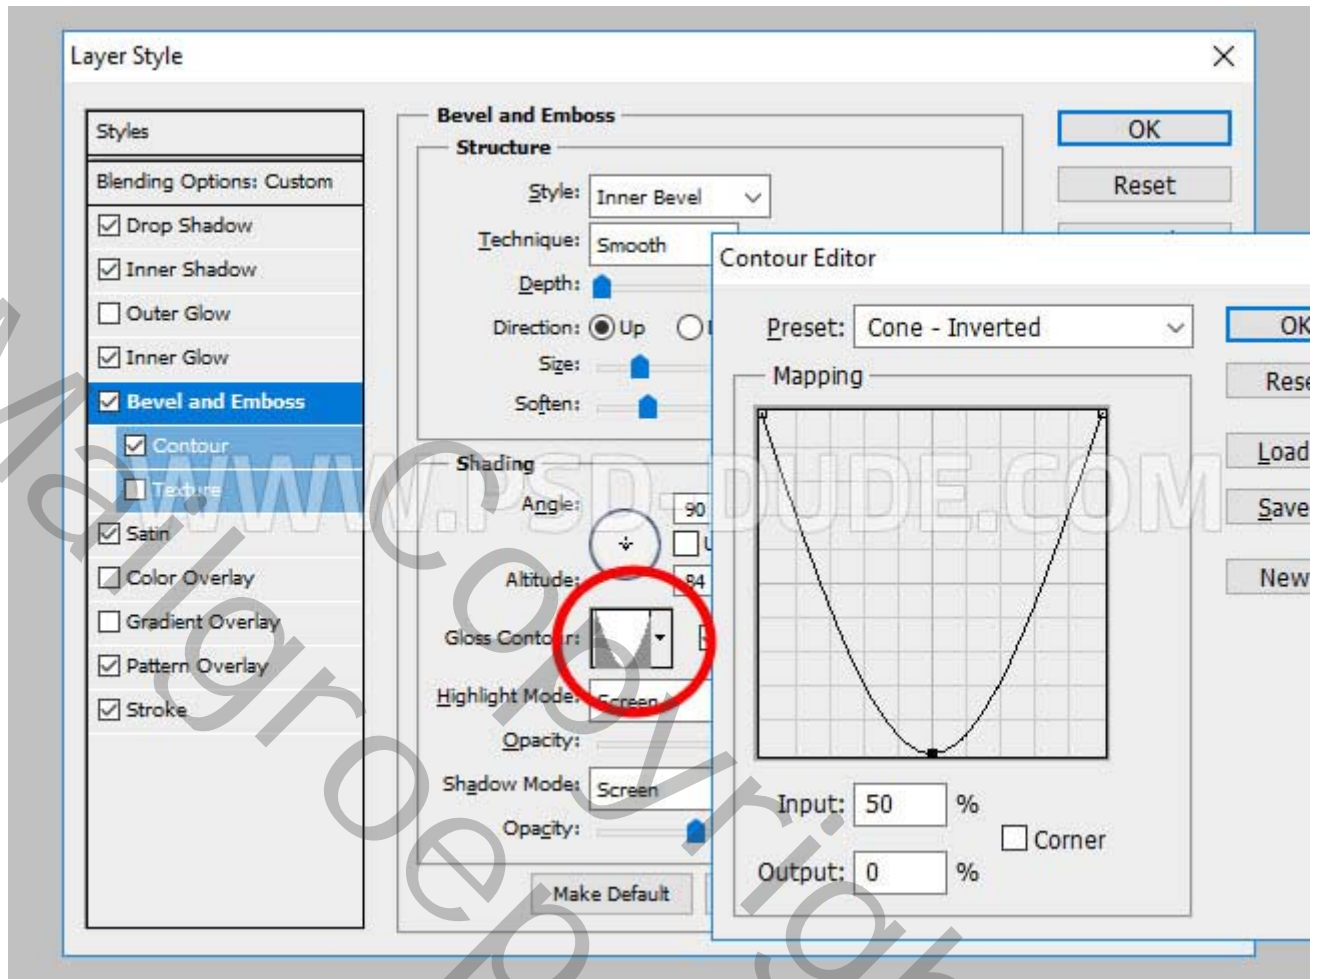 Layer Style
Styles
Blending Options: Custom
Drop Shadow
Inner Shadow
Outer Glow
Inner Glow
Bevel and Emboss
Contour
Texture
Satin
Color Overlay
Gradient Overlay
Pattern Overlay
Stroke
Bevel and Emboss
Structure
Style: Inner Bevel
Technique: Smooth
Depth:
Direction: Up
Size:
Soften:
Shading
Angle: 90
Altitude: 84
Gloss Contour:
Highlight Mode: Screen
Opacity:
Shadow Mode: Screen
Opacity:
Make Default
OK
Reset
Contour Editor
Preset: Cone - Inverted
Mapping
Input: 50 %
Corner
Output: 0 %
OK
Load
Save
New
WWW.PSD-DUDE.COM
Mailgroep
Copyright